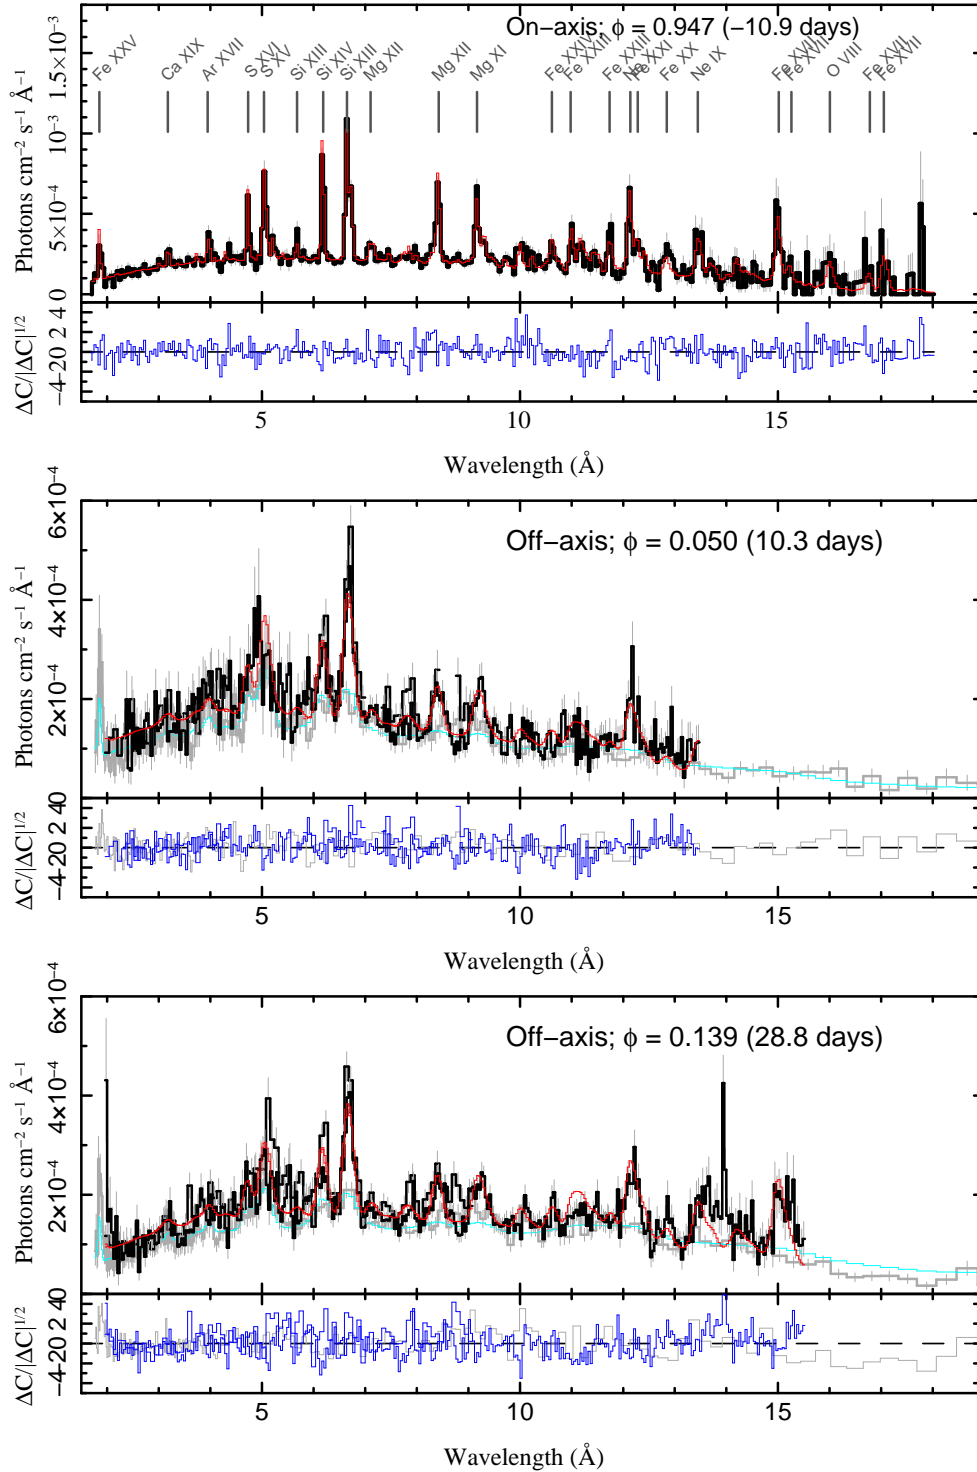 On−axis; ϕ = 0.947 (−10.9 days)
Fe XXV
Ca XIX
Ar XVII
S XVI
S XV
Si XIII
Si XIV
Si XIII
Mg XII
Mg XII
Mg XI
Fe XXIV
Fe XXIII
Fe XXIII
Fe XXI
Fe XX
Ne IX
Fe XVII
Fe XVII
O VIII
Fe XVII
Fe XVII
Photons cm−2 s−1 Å−1
0 5×10−4 10−3 1.5×10−3
ΔC/|ΔC|1/2
−4 −2 0 2 4
5 10 15
Wavelength (Å)
Off−axis; ϕ = 0.050 (10.3 days)
Photons cm−2 s−1 Å−1
0 2×10−4 4×10−4 6×10−4
ΔC/|ΔC|1/2
−4 −2 0 2 4
5 10 15
Wavelength (Å)
Off−axis; ϕ = 0.139 (28.8 days)
Photons cm−2 s−1 Å−1
0 2×10−4 4×10−4 6×10−4
ΔC/|ΔC|1/2
−4 −2 0 2 4
5 10 15
Wavelength (Å)